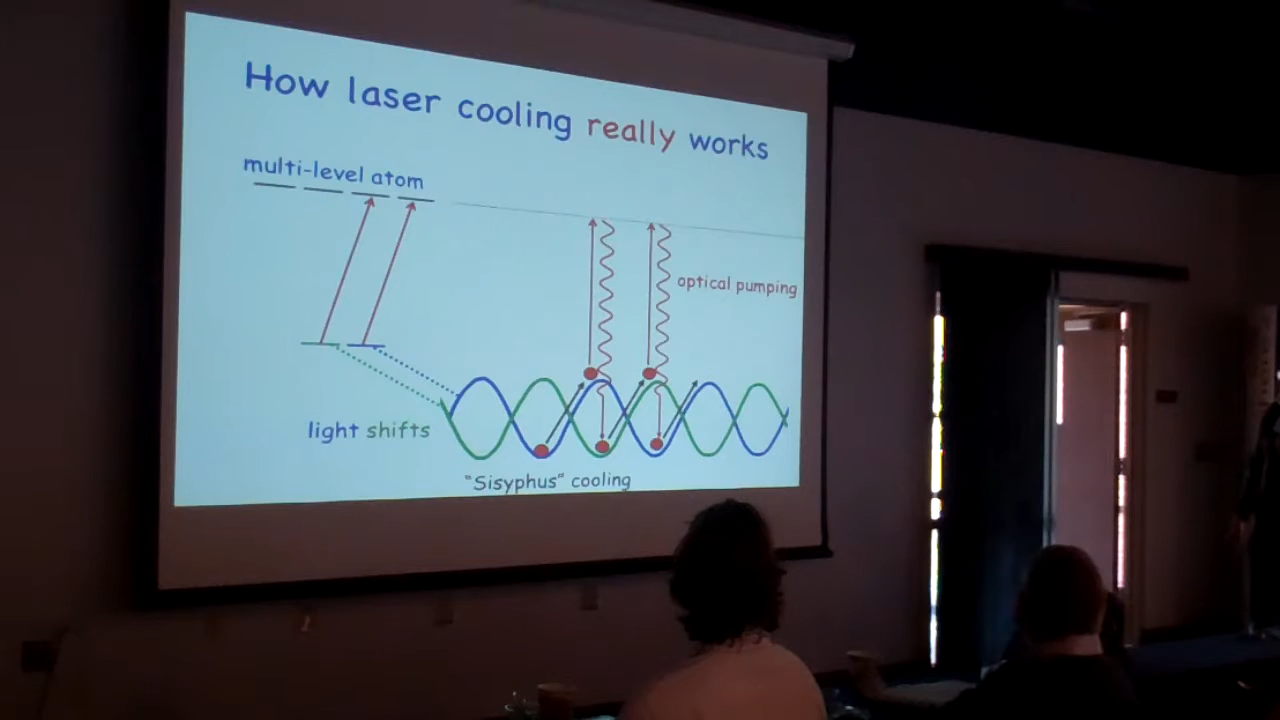 How laser cooling really works
multi-level atom
optical pumping
light shifts
"Sisyphus" cooling